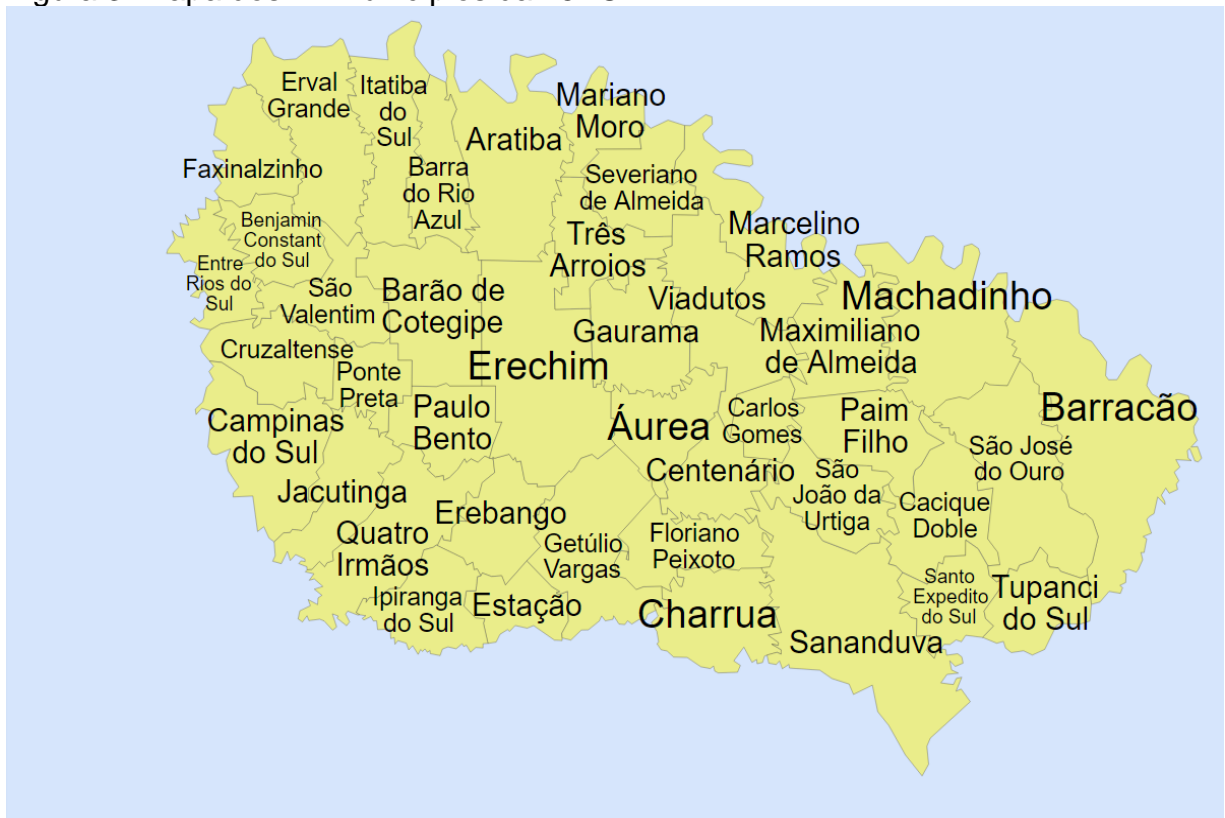 Erval
Grande
Itatiba
do
Sul
Mariano
Moro
Aratiba
Faxinalzinho
Barra
do Rio
Azul
Severiano
de Almeida
Benjamin
Constant
do Sul
Três
Arroios
Marcelino
Ramos
Entre
Rios do
Sul
São
Valentim
Barão de
Cotegipe
Viadutos
Machadinho
Gaurama
Maximiliano
de Almeida
Cruzaltense
Ponte
Preta
Erechim
Campinas
do Sul
Paulo
Bento
Áurea
Carlos
Gomes
Paim
Filho
Barracão
São José
do Ouro
Centenário
São
João da
Urtiga
Jacutinga
Cacique
Doble
Quatro
Irmãos
Erebango
Getúlio
Vargas
Floriano
Peixoto
Ipiranga
do Sul
Estação
Charrua
Santo
Expedito
do Sul
Tupanci
do Sul
Sananduva